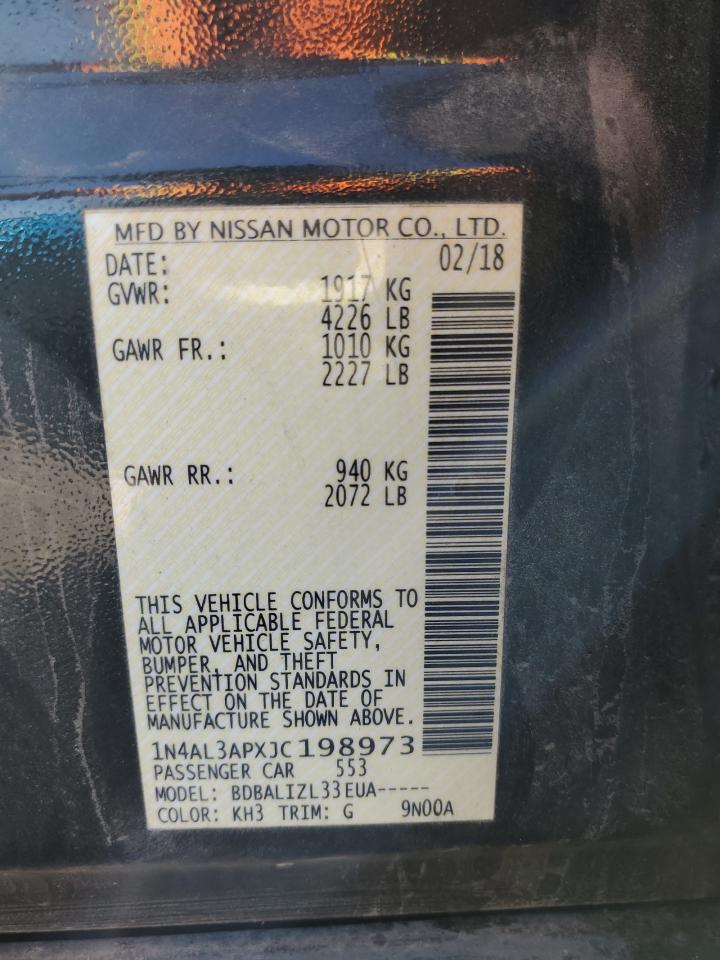 MFD BY NISSAN MOTOR CO., LTD.
DATE: 02/18
GVWR: 1917 KG
4226 LB
GAWR FR.: 1010 KG
2227 LB
GAWR RR.: 940 KG
2072 LB
THIS VEHICLE CONFORMS TO
ALL APPLICABLE FEDERAL
MOTOR VEHICLE SAFETY,
BUMPER, AND THEFT
PREVENTION STANDARDS IN
EFFECT ON THE DATE OF
MANUFACTURE SHOWN ABOVE.
1N4AL3APXJC198973
PASSENGER CAR 553
MODEL: BDBALIZL33EUA-----
COLOR: KH3 TRIM: G 9N00A